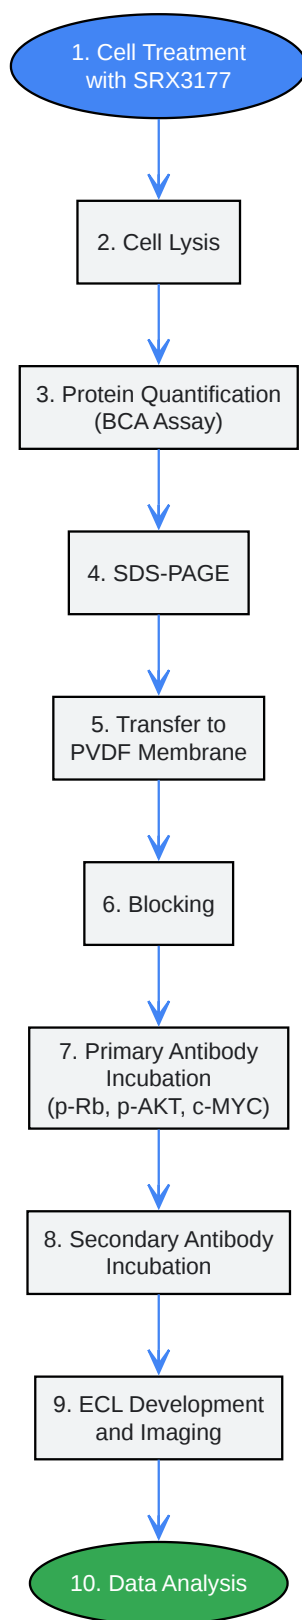 1. Cell Treatment
with SRX3177
2. Cell Lysis
3. Protein Quantification
(BCA Assay)
4. SDS-PAGE
5. Transfer to
PVDF Membrane
6. Blocking
7. Primary Antibody
Incubation
(p-Rb, p-AKT, c-MYC)
8. Secondary Antibody
Incubation
9. ECL Development
and Imaging
10. Data Analysis